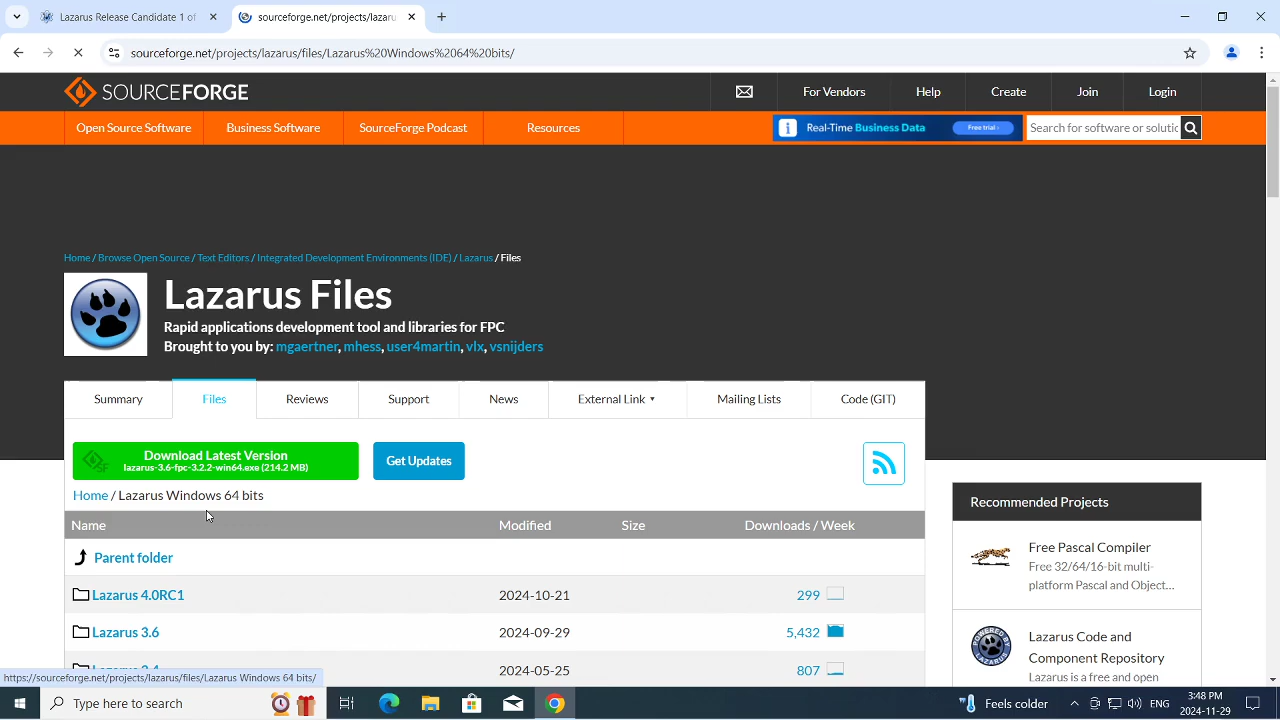 Lazarus Release Candidate 1 of
sourceforge.net/projects/lazaru
sourceforge.net/projects/lazarus/files/Lazarus%20Windows%2064%20bits/
SOURCEFORGE
For Vendors
Help
Create
Join
Login
Open Source Software
Business Software
SourceForge Podcast
Resources
Real-Time Business Data
Free trial ›
Search for software or solutic
Home / Browse Open Source / Text Editors / Integrated Development Environments (IDE) / Lazarus / Files
Lazarus Files
Rapid applications development tool and libraries for FPC
Brought to you by: mgaertner, mhess, user4martin, vlx, vsnijders
Summary
Files
Reviews
Support
News
External Link
Mailing Lists
Code (GIT)
Download Latest Version
lazarus-3.6-fpc-3.2.2-win64.exe (214.2 MB)
SF
Get Updates
Home / Lazarus Windows 64 bits
Name
Modified
Size
Downloads / Week
Parent folder
Lazarus 4.0RC1
2024-10-21
299
Lazarus 3.6
2024-09-29
5,432
Lazarus 3.4
2024-05-25
807
Recommended Projects
Free Pascal Compiler
Free 32/64/16-bit multi-
platform Pascal and Object...
POWERED BY
LAZARUS
Lazarus Code and
Component Repository
Lazarus is a free and open
https://sourceforge.net/projects/lazarus/files/Lazarus Windows 64 bits/
Type here to search
Feels colder
3:48 PM
2024-11-29